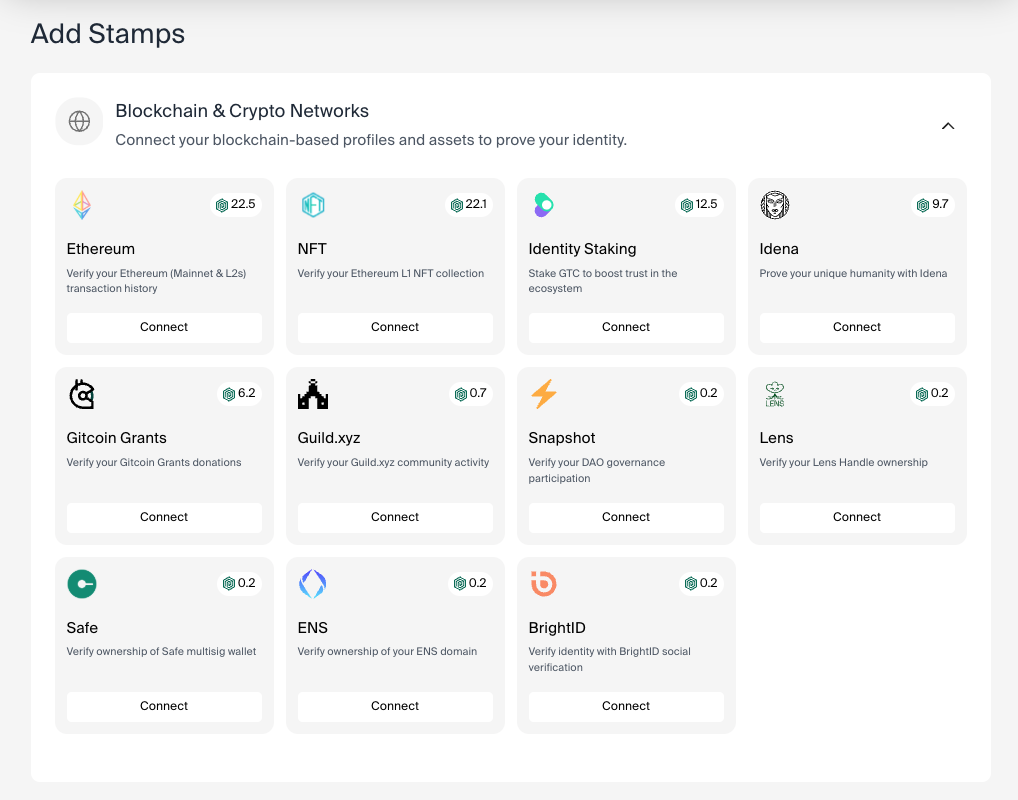 Add Stamps
Blockchain & Crypto Networks
Connect your blockchain-based profiles and assets to prove your identity.
22.5
Ethereum
Verify your Ethereum (Mainnet & L2s)
transaction history
Connect
22.1
NFT
Verify your Ethereum L1 NFT collection
Connect
12.5
Identity Staking
Stake GTC to boost trust in the
ecosystem
Connect
9.7
Idena
Prove your unique humanity with Idena
Connect
6.2
Gitcoin Grants
Verify your Gitcoin Grants donations
Connect
0.7
Guild.xyz
Verify your Guild.xyz community activity
Connect
0.2
Snapshot
Verify your DAO governance
participation
Connect
LENS
0.2
Lens
Verify your Lens Handle ownership
Connect
0.2
Safe
Verify ownership of Safe multisig wallet
Connect
0.2
ENS
Verify ownership of your ENS domain
Connect
0.2
BrightID
Verify identity with BrightID social
verification
Connect